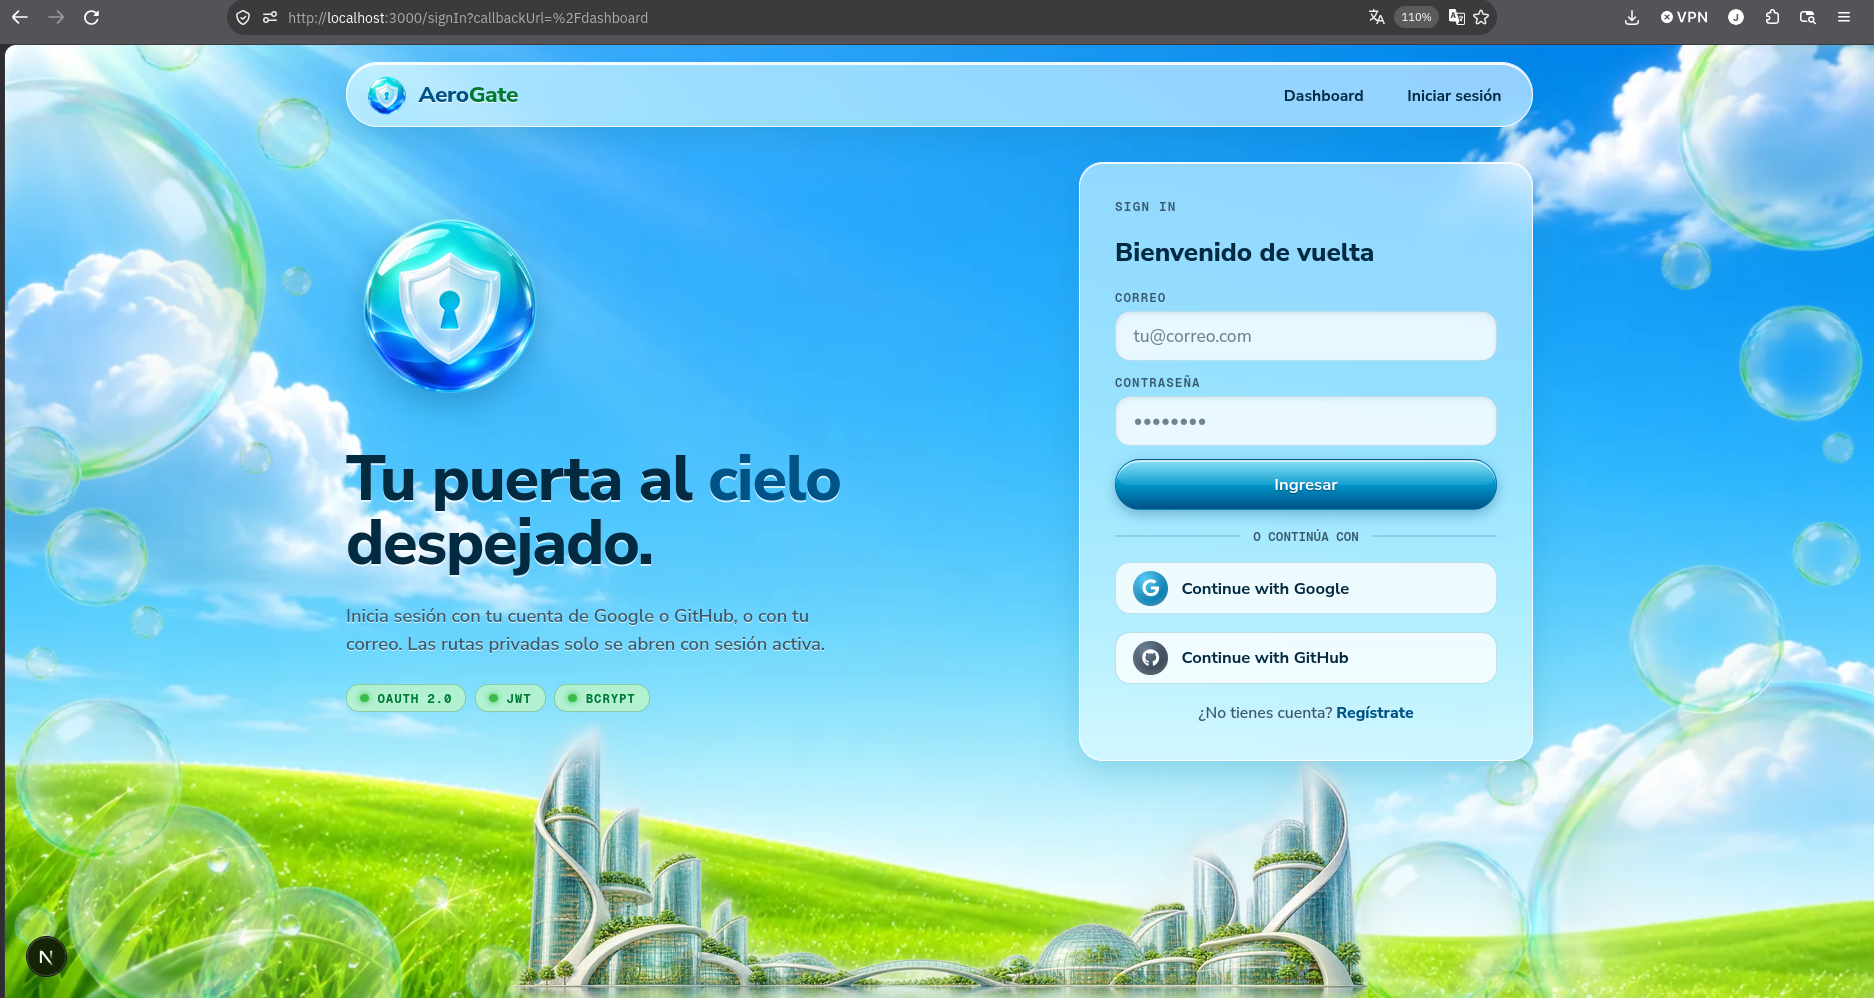 http://localhost:3000/signIn?callbackUrl=%2Fdashboard
110%
VPN
J
AeroGate
Dashboard
Iniciar sesión
Tu puerta al cielo
despejado.
Inicia sesión con tu cuenta de Google o GitHub, o con tu
correo. Las rutas privadas solo se abren con sesión activa.
OAUTH 2.0
JWT
BCRYPT
SIGN IN
Bienvenido de vuelta
CORREO
tu@correo.com
CONTRASEÑA
••••••••
Ingresar
O CONTINÚA CON
G
Continue with Google
Continue with GitHub
¿No tienes cuenta? Regístrate
N